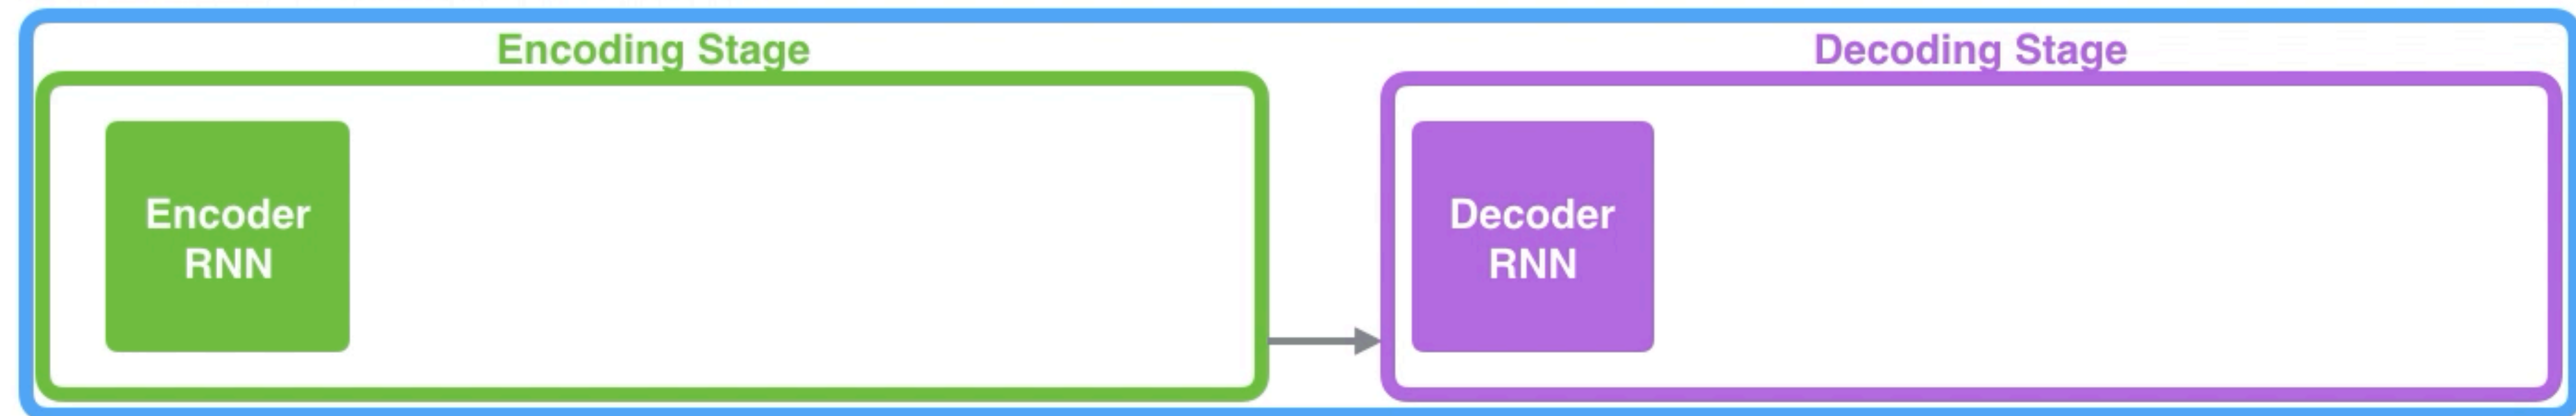 Encoding Stage
Decoding Stage
Encoder
RNN
Decoder
RNN